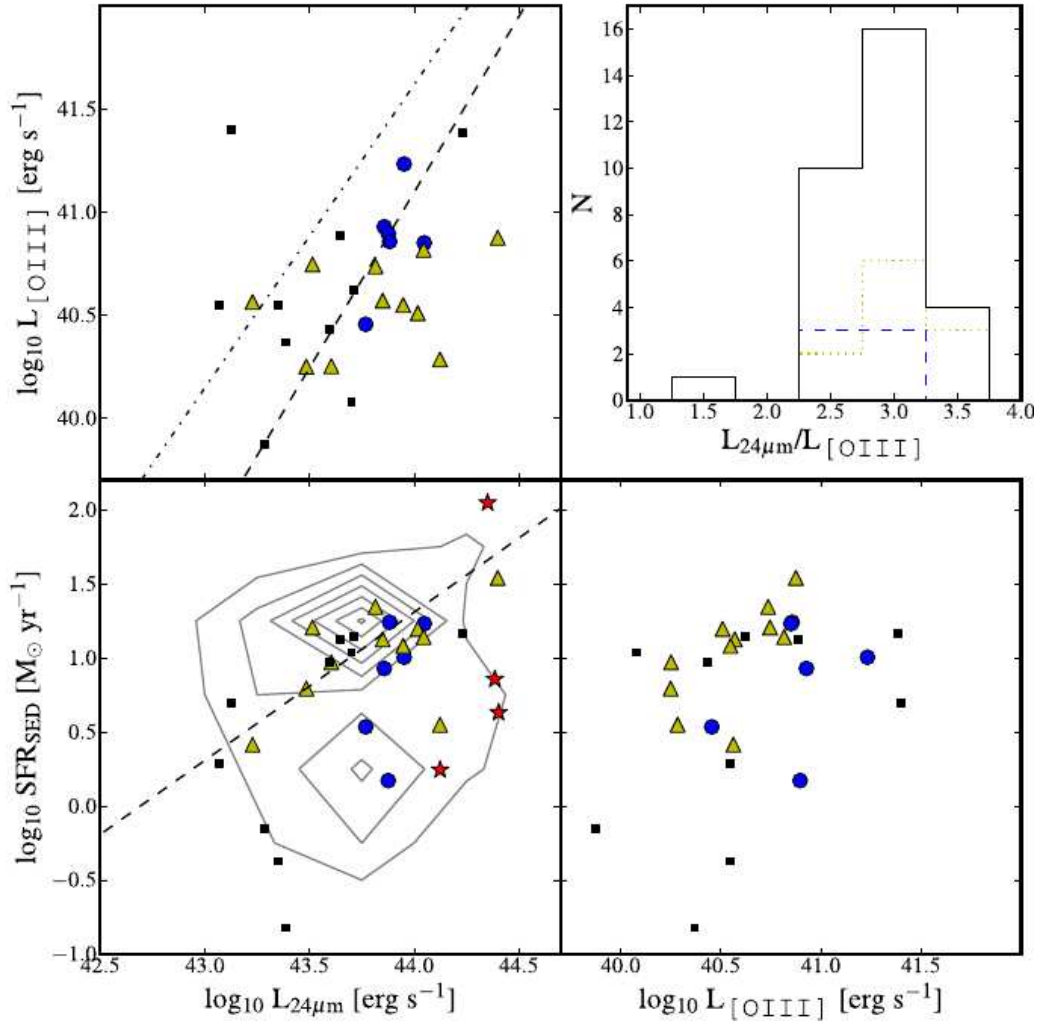 41.5
41.0
40.5
40.0
log₁₀ L[OIII] [erg s⁻¹]
16
14
12
10
8
6
4
2
0
N
1.0 1.5 2.0 2.5 3.0 3.5 4.0
L₂₄μm/L[OIII]
2.0
1.5
1.0
0.5
0.0
−0.5
−1.0
log₁₀ SFR_SED [M⊙ yr⁻¹]
42.5 43.0 43.5 44.0 44.5
log₁₀ L₂₄μm [erg s⁻¹]
40.0 40.5 41.0 41.5
log₁₀ L[OIII] [erg s⁻¹]